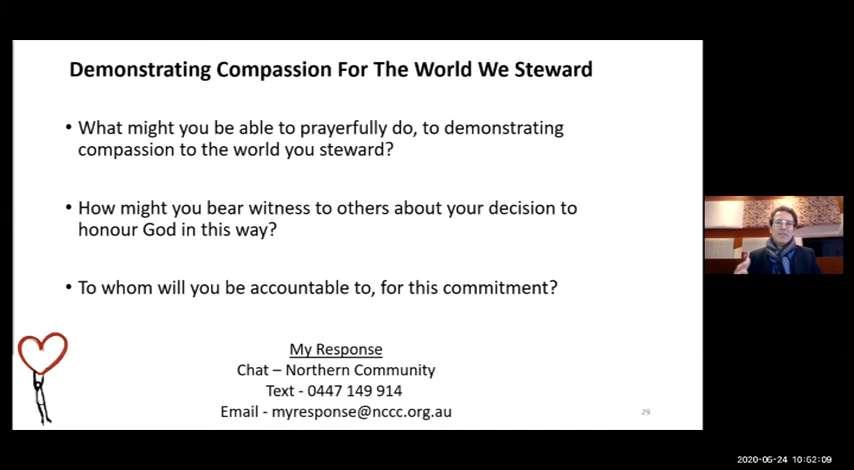 Demonstrating Compassion For The World We Steward
• What might you be able to prayerfully do, to demonstrating
compassion to the world you steward?
• How might you bear witness to others about your decision to
honour God in this way?
• To whom will you be accountable to, for this commitment?
My Response
Chat – Northern Community
Text - 0447 149 914
Email - myresponse@nccc.org.au
29
2020-05-24 10:52:09